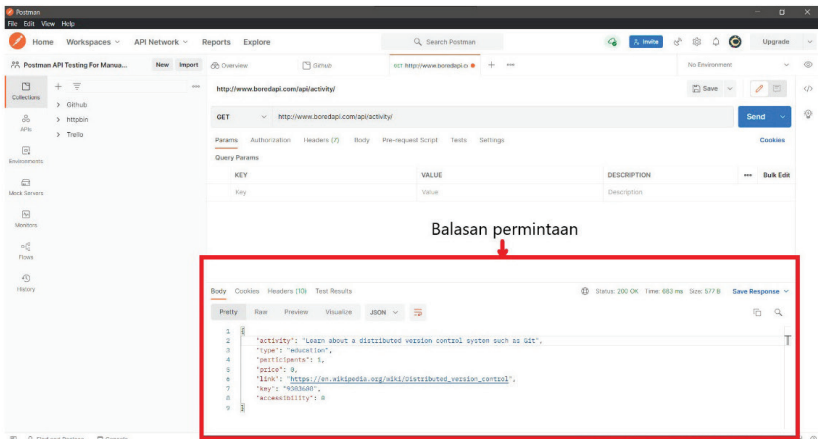 Postman
File Edit View Help
Home Workspaces API Network Reports Explore Search Postman Invite Upgrade
Postman API Testing For Manua... New Import Overview Github GET http://www.boredapi.co No Environment
Collections
APIs
Environments
Mock Servers
Monitors
Flows
History
Github
httpbin
Trello
http://www.boredapi.com/api/activity/ Save
GET http://www.boredapi.com/api/activity/ Send
Params Authorization Headers (7) Body Pre-request Script Tests Settings Cookies
Query Params
KEY VALUE DESCRIPTION Bulk Edit
Key Value Description
Balasan permintaan
Body Cookies Headers (10) Test Results Status: 200 OK Time: 683 ms Size: 577 B Save Response
Pretty Raw Preview Visualize JSON
1 {
2 "activity": "Learn about a distributed version control system such as Git",
3 "type": "education",
4 "participants": 1,
5 "price": 0,
6 "link": "https://en.wikipedia.org/wiki/Distributed_version_control",
7 "key": "9303608",
8 "accessibility": 0
9 }
Find and Replace Console